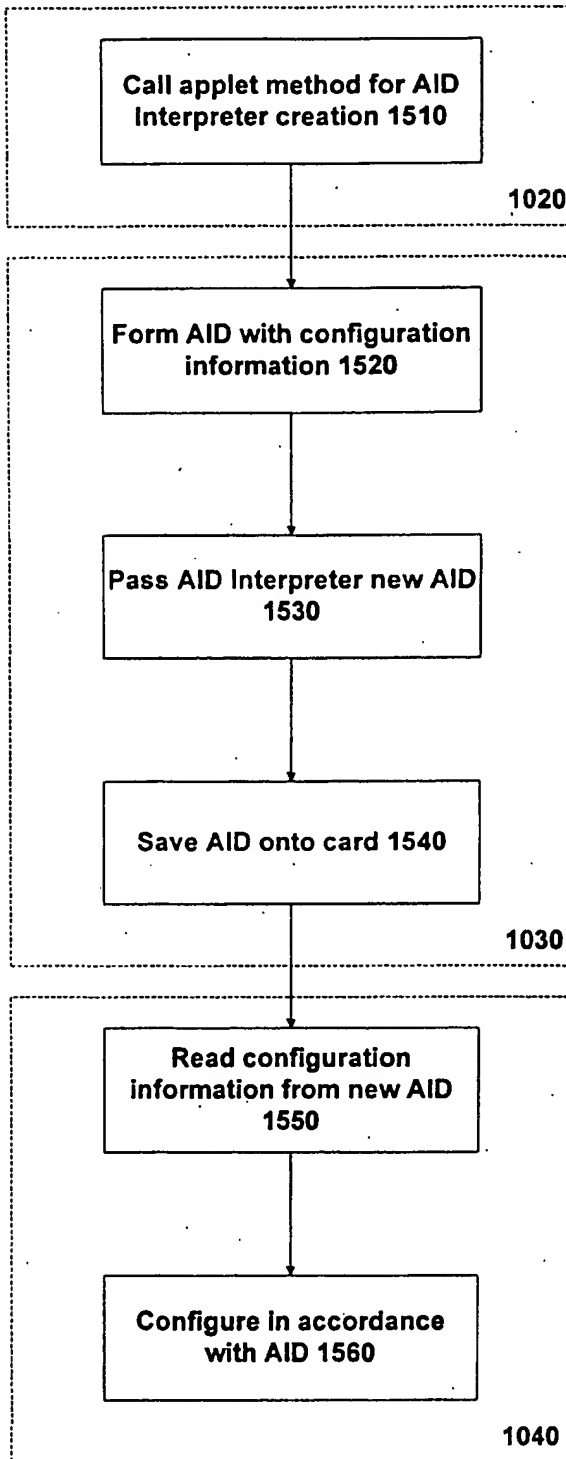 Call applet method for AID
Interpreter creation 1510
1020
Form AID with configuration
information 1520
Pass AID Interpreter new AID
1530
Save AID onto card 1540
1030
Read configuration
information from new AID
1550
Configure in accordance
with AID 1560
1040